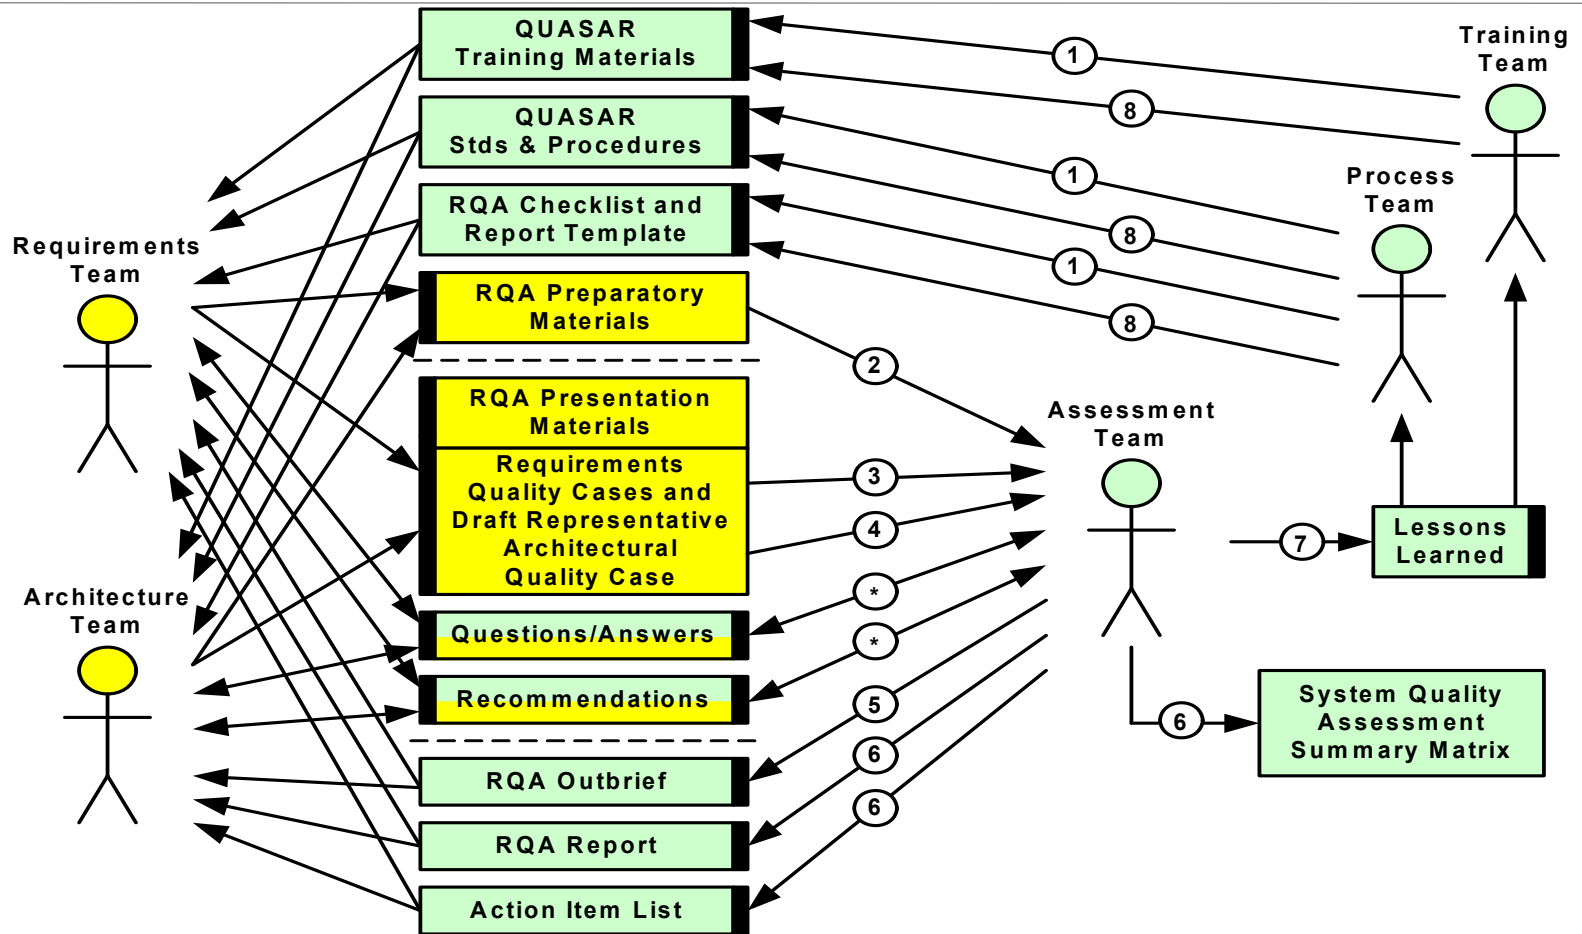 QUASAR
Training Materials
1
8
Training
Team
QUASAR
Stds & Procedures
1
8
Process
Team
RQA Checklist and
Report Template
1
8
Requirements
Team
RQA Preparatory
Materials
2
RQA Presentation
Materials
Requirements
Quality Cases and
Draft Representative
Architectural
Quality Case
3
4
Assessment
Team
7
Lessons
Learned
Architecture
Team
Questions/Answers
*
Recommendations
*
5
6
6
6
System Quality
Assessment
Summary Matrix
RQA Outbrief
RQA Report
Action Item List